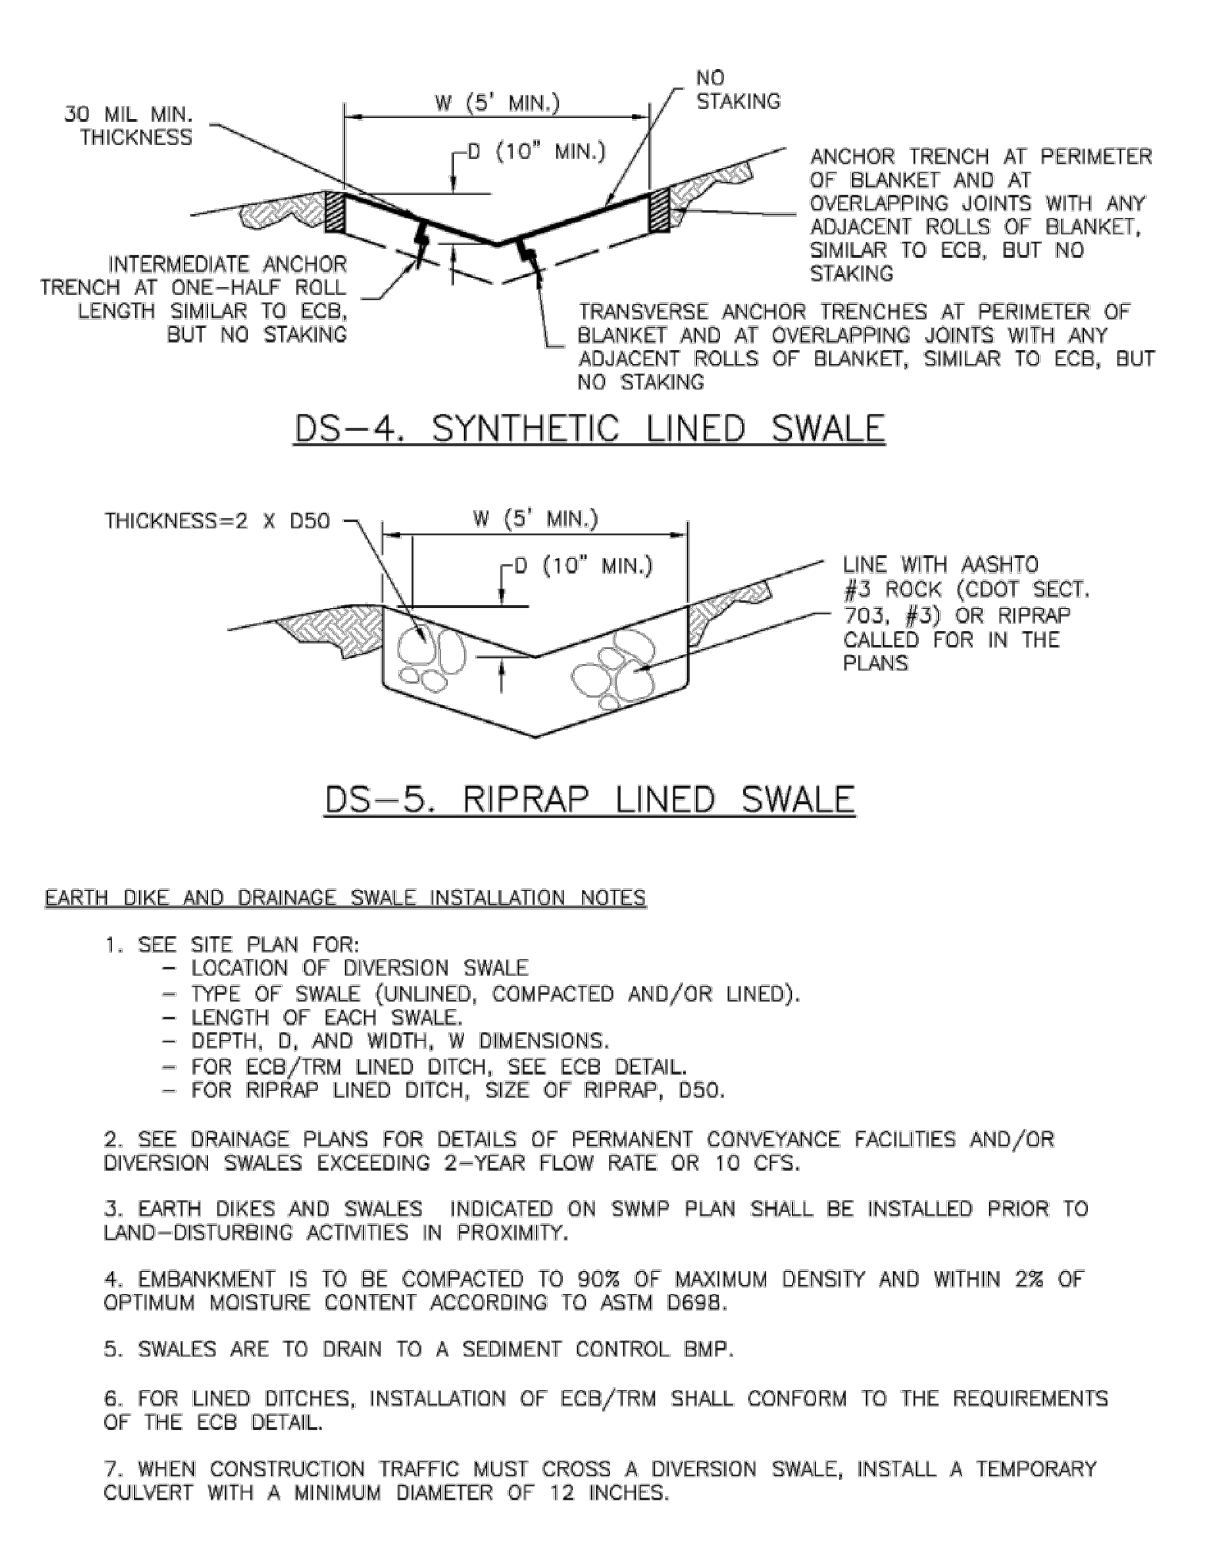 NO
STAKING
W (5' MIN.)
30 MIL MIN.
THICKNESS
D (10" MIN.)
ANCHOR TRENCH AT PERIMETER
OF BLANKET AND AT
OVERLAPPING JOINTS WITH ANY
ADJACENT ROLLS OF BLANKET,
SIMILAR TO ECB, BUT NO
STAKING
INTERMEDIATE ANCHOR
TRENCH AT ONE-HALF ROLL
LENGTH SIMILAR TO ECB,
BUT NO STAKING
TRANSVERSE ANCHOR TRENCHES AT PERIMETER OF
BLANKET AND AT OVERLAPPING JOINTS WITH ANY
ADJACENT ROLLS OF BLANKET, SIMILAR TO ECB, BUT
NO STAKING
DS-4. SYNTHETIC LINED SWALE
THICKNESS=2 X D50
W (5' MIN.)
D (10" MIN.)
LINE WITH AASHTO
#3 ROCK (CDOT SECT.
703, #3) OR RIPRAP
CALLED FOR IN THE
PLANS
DS-5. RIPRAP LINED SWALE
EARTH DIKE AND DRAINAGE SWALE INSTALLATION NOTES
1. SEE SITE PLAN FOR:
- LOCATION OF DIVERSION SWALE
- TYPE OF SWALE (UNLINED, COMPACTED AND/OR LINED).
- LENGTH OF EACH SWALE.
- DEPTH, D, AND WIDTH, W DIMENSIONS.
- FOR ECB/TRM LINED DITCH, SEE ECB DETAIL.
- FOR RIPRAP LINED DITCH, SIZE OF RIPRAP, D50.
2. SEE DRAINAGE PLANS FOR DETAILS OF PERMANENT CONVEYANCE FACILITIES AND/OR
DIVERSION SWALES EXCEEDING 2-YEAR FLOW RATE OR 10 CFS.
3. EARTH DIKES AND SWALES INDICATED ON SWMP PLAN SHALL BE INSTALLED PRIOR TO
LAND-DISTURBING ACTIVITIES IN PROXIMITY.
4. EMBANKMENT IS TO BE COMPACTED TO 90% OF MAXIMUM DENSITY AND WITHIN 2% OF
OPTIMUM MOISTURE CONTENT ACCORDING TO ASTM D698.
5. SWALES ARE TO DRAIN TO A SEDIMENT CONTROL BMP.
6. FOR LINED DITCHES, INSTALLATION OF ECB/TRM SHALL CONFORM TO THE REQUIREMENTS
OF THE ECB DETAIL.
7. WHEN CONSTRUCTION TRAFFIC MUST CROSS A DIVERSION SWALE, INSTALL A TEMPORARY
CULVERT WITH A MINIMUM DIAMETER OF 12 INCHES.